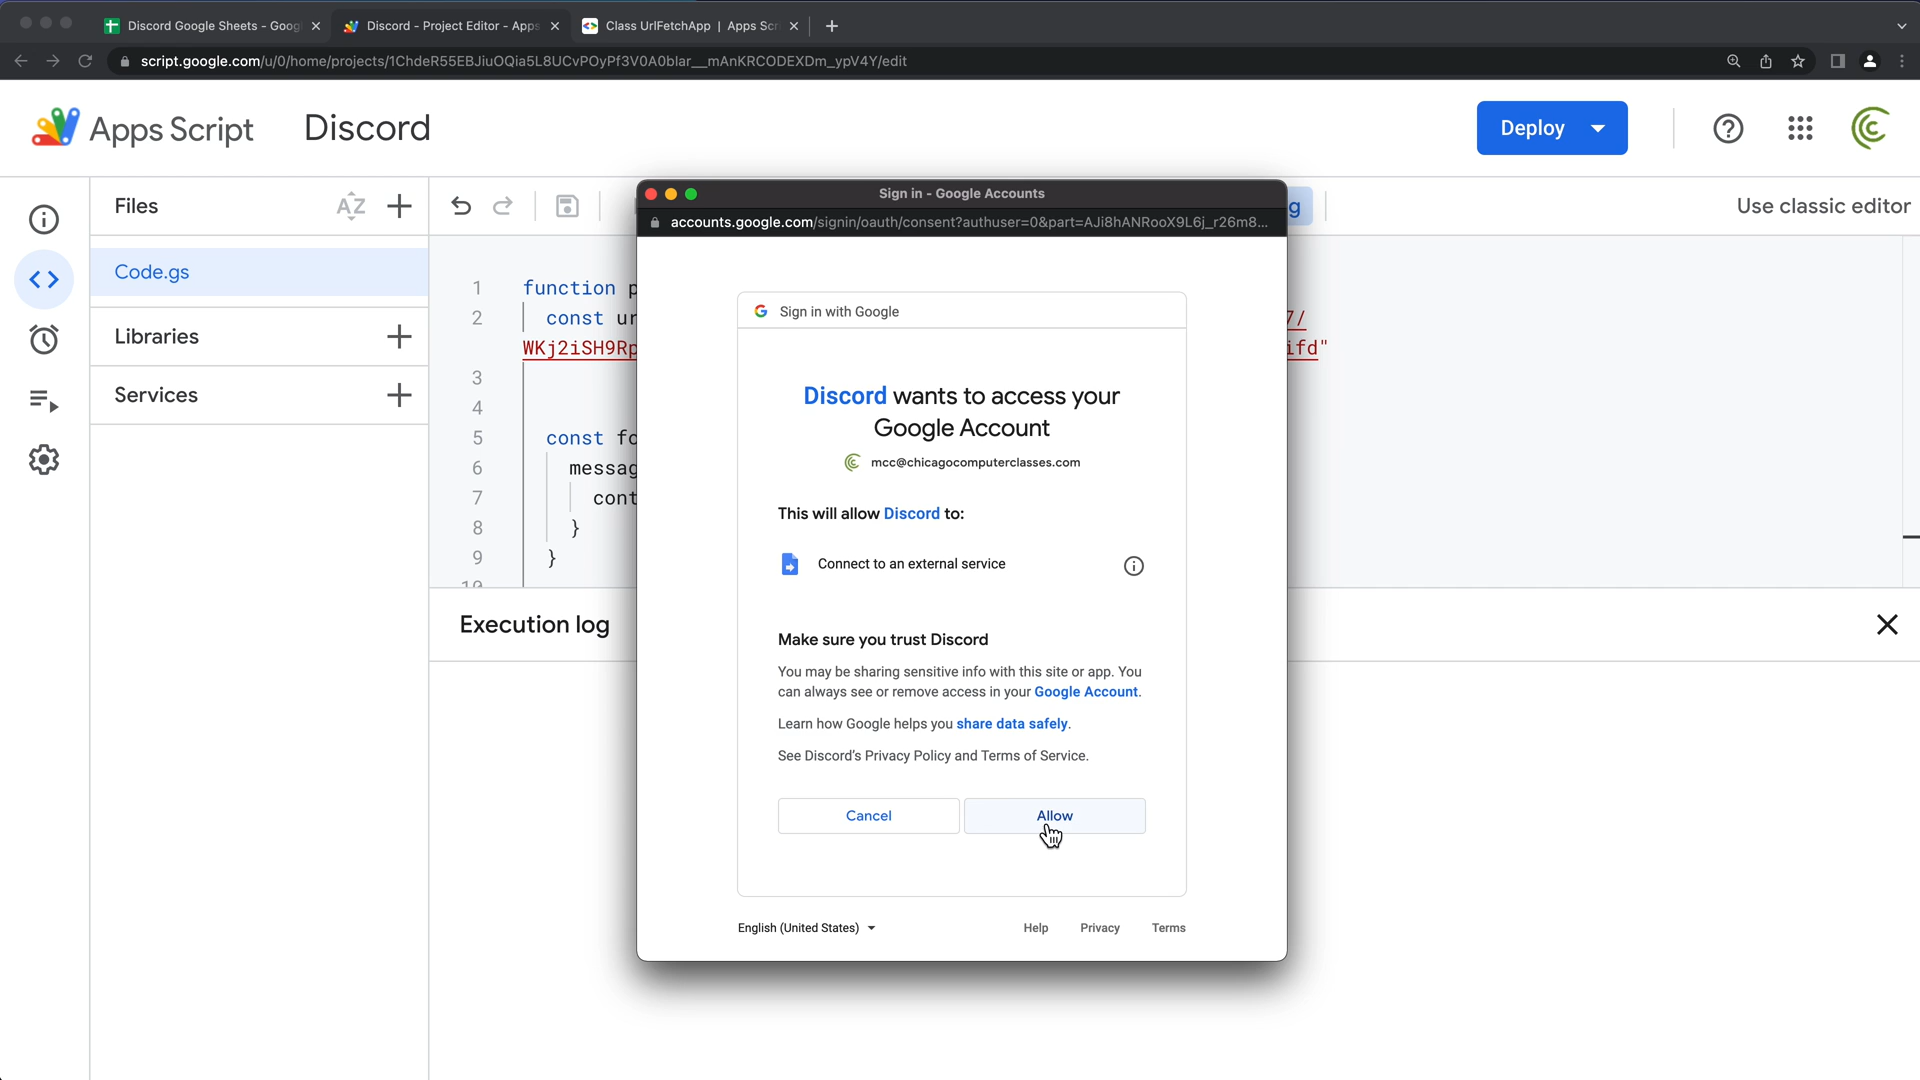 Discord Google Sheets - Goog
Discord - Project Editor - Apps
Class UrlFetchApp | Apps Scr
script.google.com/u/0/home/projects/1ChdeR55EBJiuOQia5L8UCvPOyPf3V0A0blar__mAnKRCODEXDm_ypV4Y/edit
Apps Script
Discord
Deploy
Files
AZ
Use classic editor
Code.gs
Libraries
Services
1 function p
2 const ur
7/
WKj2iSH9Rp
ifd"
3
4
5 const fo
6 messag
7 cont
8 }
9 }
10
Execution log
Sign in - Google Accounts
accounts.google.com/signin/oauth/consent?authuser=0&part=AJi8hANRooX9L6j_r26m8...
g
Sign in with Google
Discord wants to access your
Google Account
mcc@chicagocomputerclasses.com
This will allow Discord to:
Connect to an external service
Make sure you trust Discord
You may be sharing sensitive info with this site or app. You
can always see or remove access in your Google Account.
Learn how Google helps you share data safely.
See Discord's Privacy Policy and Terms of Service.
Cancel
Allow
English (United States)
Help
Privacy
Terms